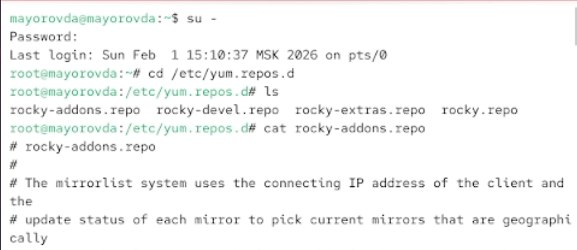 mayorovda@mayorovda:~$ su -
Password:
Last login: Sun Feb  1 15:10:37 MSK 2026 on pts/0
root@mayorovda:~# cd /etc/yum.repos.d
root@mayorovda:/etc/yum.repos.d# ls
rocky-addons.repo  rocky-devel.repo  rocky-extras.repo  rocky.repo
root@mayorovda:/etc/yum.repos.d# cat rocky-addons.repo
# rocky-addons.repo
#
# The mirrorlist system uses the connecting IP address of the client and
the
# update status of each mirror to pick current mirrors that are geographi
cally